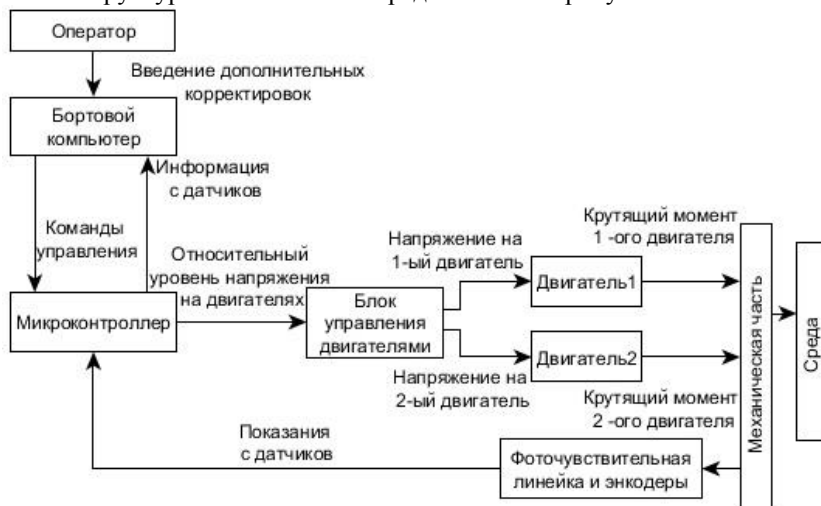 Оператор
Введение дополнительных
корректировок
Бортовой
компьютер
Информация
с датчиков
Команды
управления
Относительный
уровень напряжения
на двигателях
Микроконтроллер
Блок
управления
двигателями
Напряжение на
1-ый двигатель
Двигатель1
Крутящий момент
1 -ого двигателя
Напряжение на
2-ый двигатель
Двигатель2
Крутящий момент
2 -ого двигателя
Механическая часть
Среда
Показания
с датчиков
Фоточувствительная
линейка и энкодеры